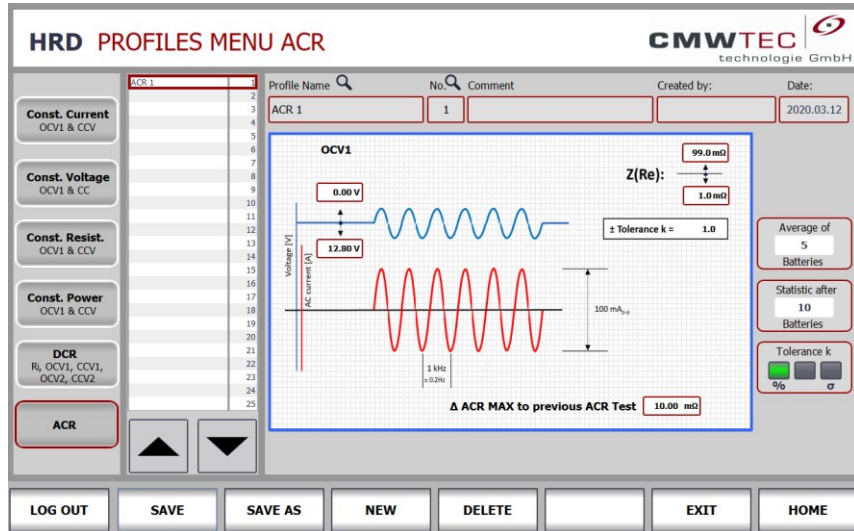 HRD PROFILES MENU ACR
CMWTEC
technologie GmbH
Const. Current
OCV1 & CCV
Const. Voltage
OCV1 & CC
Const. Resist.
OCV1 & CCV
Const. Power
OCV1 & CCV
DCR
Ri, OCV1, CCV1,
OCV2, CCV2
ACR
ACR 1 1
2
3
4
5
6
7
8
9
10
11
12
13
14
15
16
17
18
19
20
21
22
23
24
25
Profile Name No. Comment Created by: Date:
ACR 1 1 2020.03.12
OCV1
0.00 V
12.80 V
Voltage [V]
AC current [A]
Z(Re):
99.0 mΩ
1.0 mΩ
± Tolerance k = 1.0
100 mAp-p
1 kHz
± 0.2Hz
Δ ACR MAX to previous ACR Test 10.00 mΩ
Average of
5
Batteries
Statistic after
10
Batteries
Tolerance k
% σ
LOG OUT SAVE SAVE AS NEW DELETE EXIT HOME